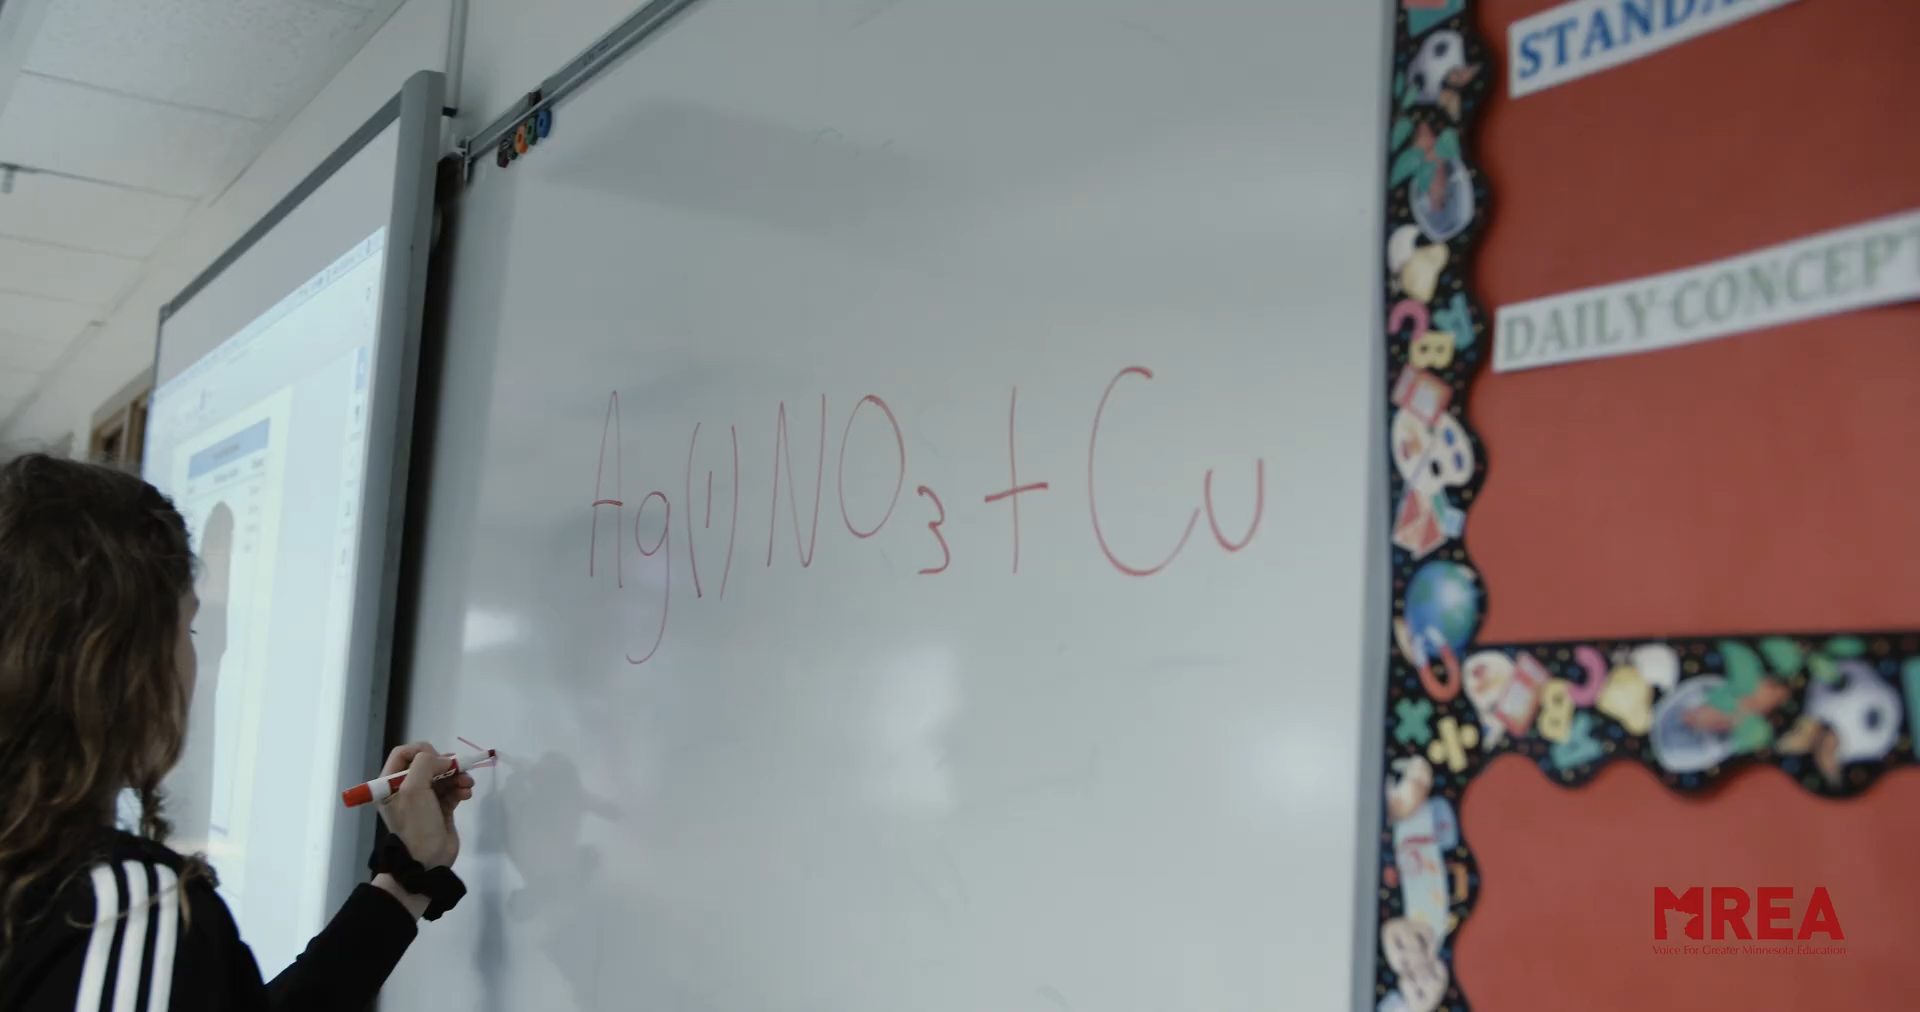 STANDA
DAILY CONCEPT
Ag(1)NO3+Cu
MREA
Voice For Greater Minnesota Education